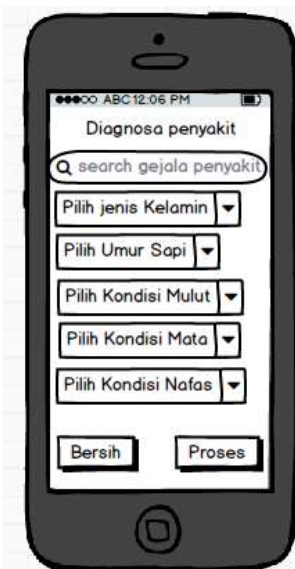 ABC 12:06 PM
Diagnosa penyakit
search gejala penyakit
Pilih jenis Kelamin
Pilih Umur Sapi
Pilih Kondisi Mulut
Pilih Kondisi Mata
Pilih Kondisi Nafas
Bersih Proses